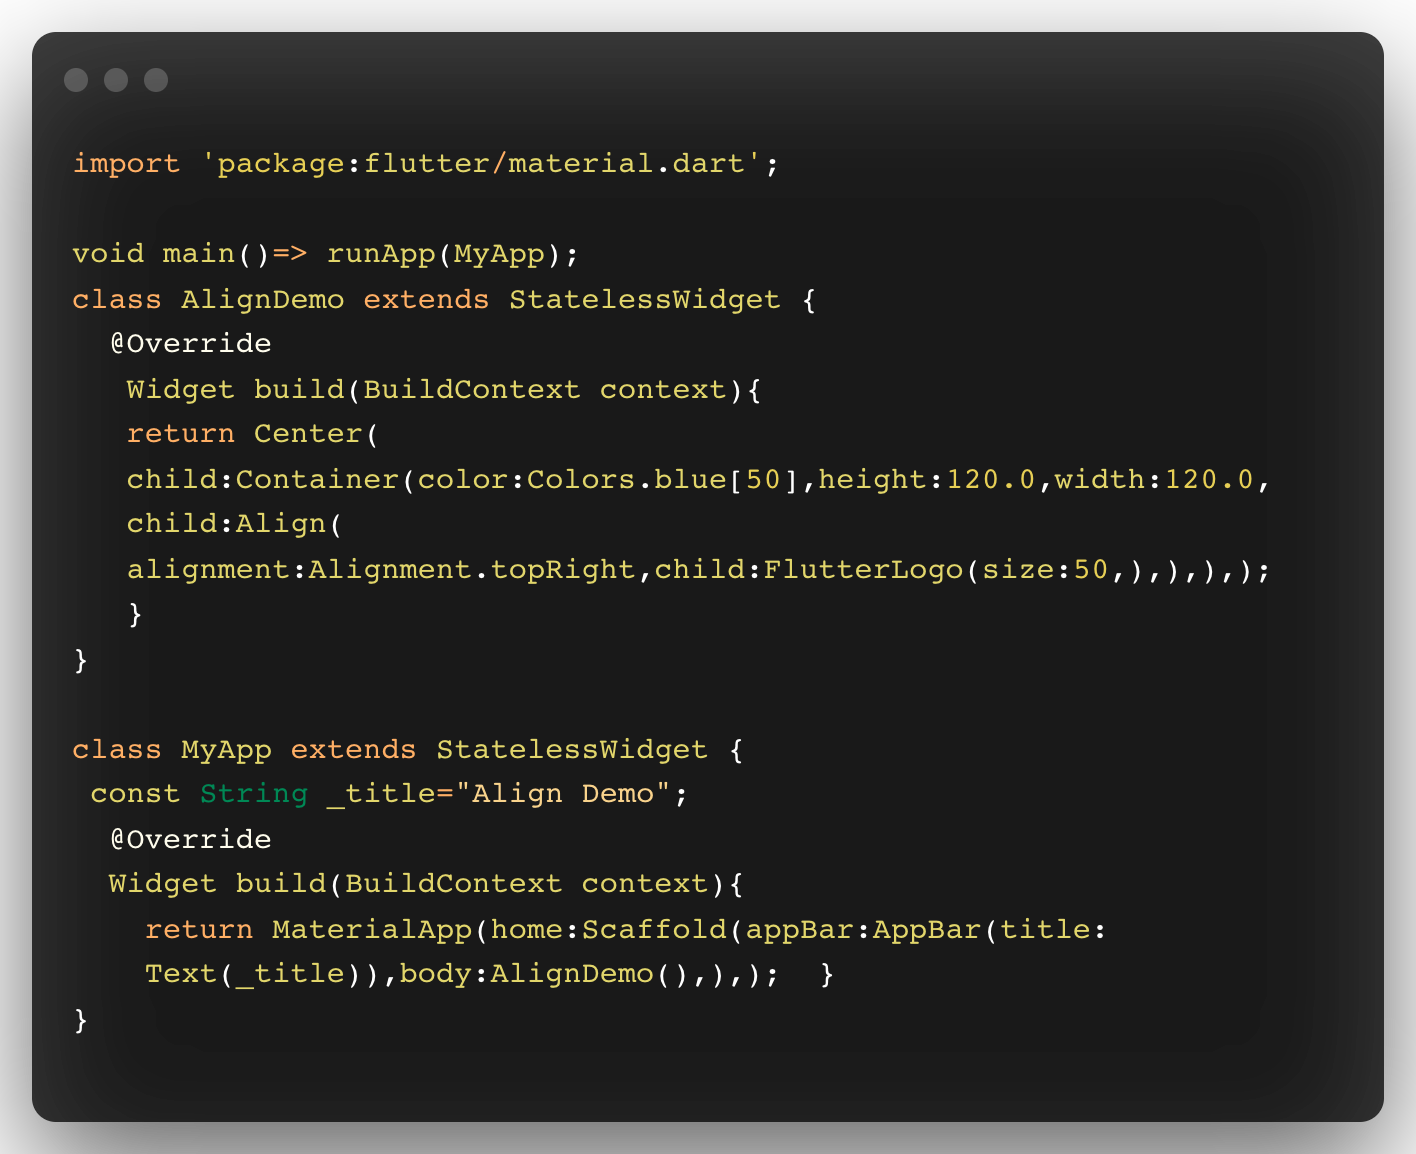 import 'package:flutter/material.dart';
void main()=> runApp(MyApp);
class AlignDemo extends StatelessWidget {
@Override
Widget build(BuildContext context){
return Center(
child:Container(color:Colors.blue[50],height:120.0,width:120.0,
child:Align(
alignment:Alignment.topRight,child:FlutterLogo(size:50,),),),);
}
}
class MyApp extends StatelessWidget {
const String _title="Align Demo";
@Override
Widget build(BuildContext context){
return MaterialApp(home:Scaffold(appBar:AppBar(title:
Text(_title)),body:AlignDemo(),),);  }
}